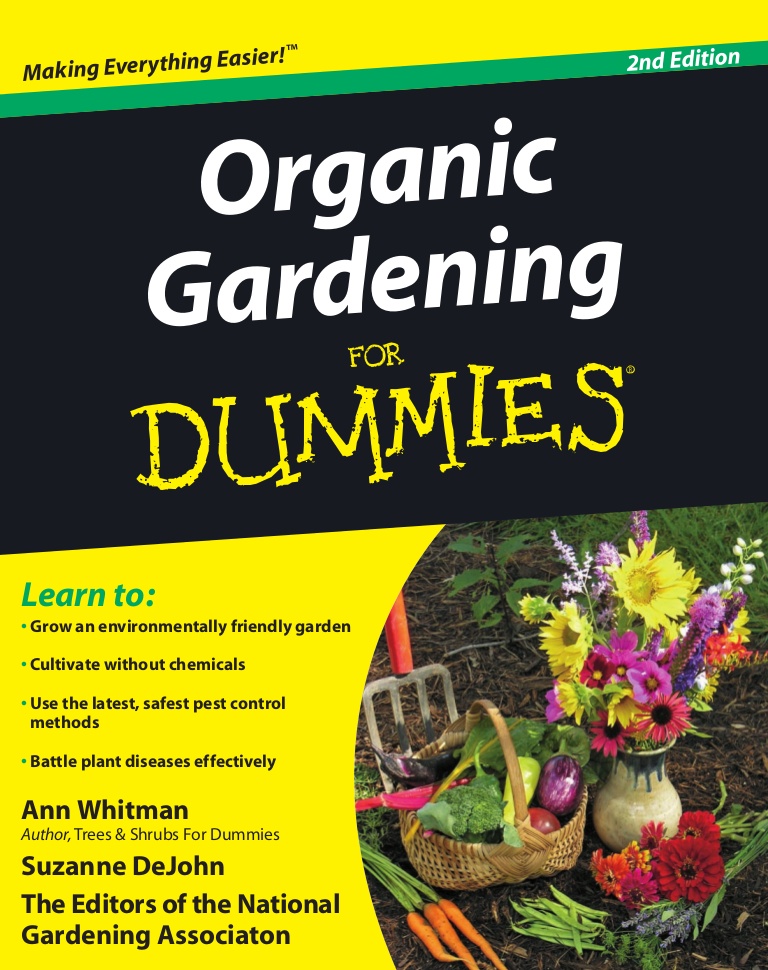 Making Everything Easier!™
2nd Edition
Organic
Gardening
FOR
DUMMIES®
Learn to:
• Grow an environmentally friendly garden
• Cultivate without chemicals
• Use the latest, safest pest control
methods
• Battle plant diseases effectively
Ann Whitman
Author, Trees & Shrubs For Dummies
Suzanne DeJohn
The Editors of the National
Gardening Associaton